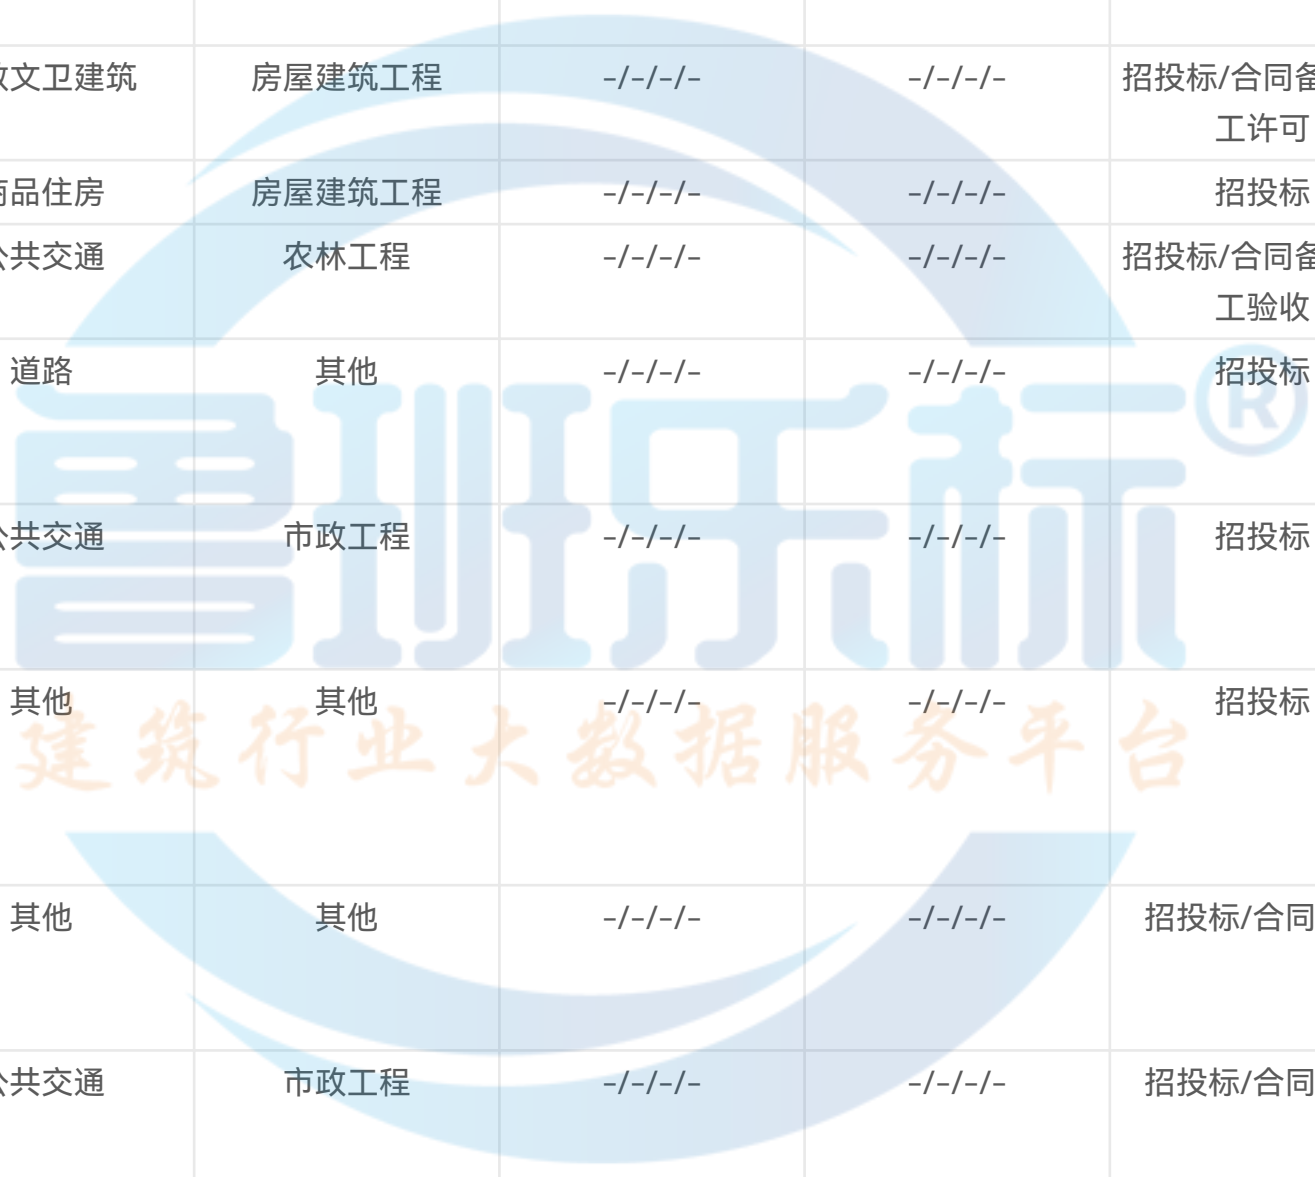 文卫建筑 房屋建筑工程 -/-/-/- -/-/-/- 招投标/合同备
工许可
品住房 房屋建筑工程 -/-/-/- -/-/-/- 招投标
共交通 农林工程 -/-/-/- -/-/-/- 招投标/合同备
工验收
道路 其他 -/-/-/- -/-/-/- 招投标
鲁班乐标®
共交通 市政工程 -/-/-/- -/-/-/- 招投标
其他 其他 -/-/-/- -/-/-/- 招投标
建筑行业大数据服务平台
其他 其他 -/-/-/- -/-/-/- 招投标/合同
共交通 市政工程 -/-/-/- -/-/-/- 招投标/合同